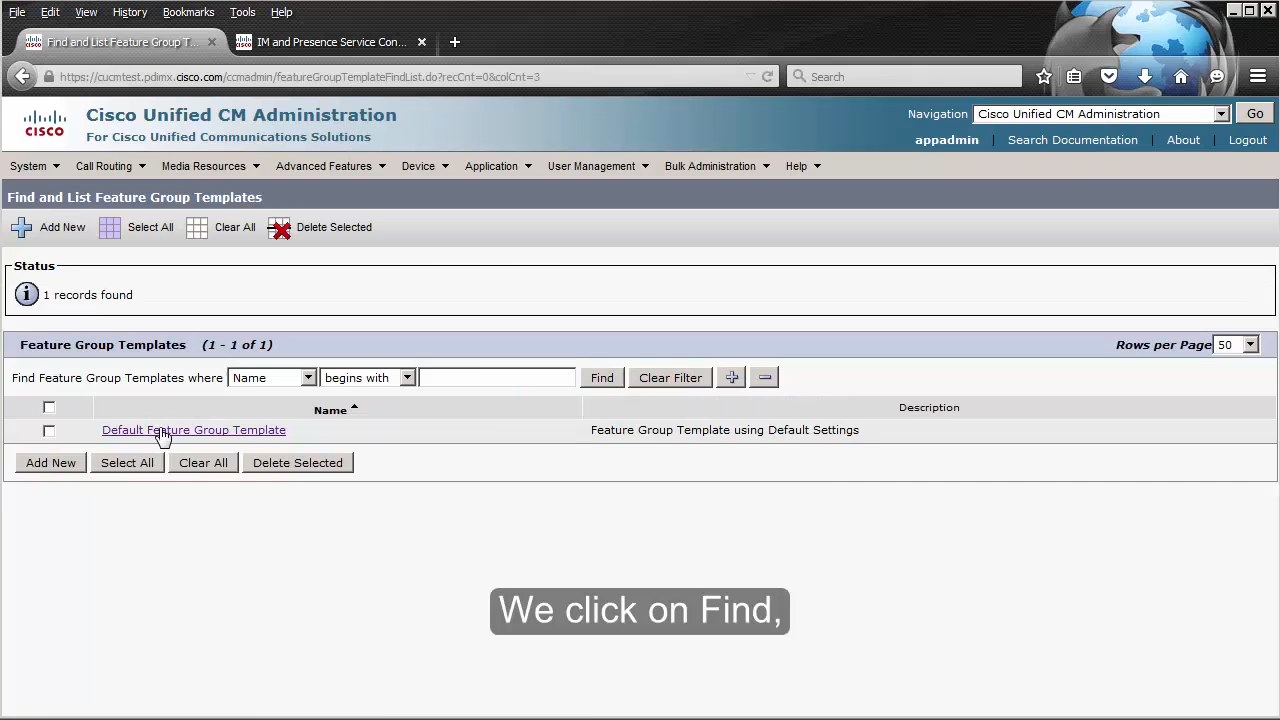 File Edit View History Bookmarks Tools Help
Find and List Feature Group T... IM and Presence Service Con...
https://cucmtest.pdimx.cisco.com/ccmadmin/featureGroupTemplateFindList.do?recCnt=0&colCnt=3 Search
CISCO Cisco Unified CM Administration Navigation Cisco Unified CM Administration Go
For Cisco Unified Communications Solutions appadmin | Search Documentation | About | Logout
System Call Routing Media Resources Advanced Features Device Application User Management Bulk Administration Help
Find and List Feature Group Templates
Add New Select All Clear All Delete Selected
Status
1 records found
Feature Group Templates (1 - 1 of 1) Rows per Page 50
Find Feature Group Templates where Name begins with Find Clear Filter
Name Description
Default Feature Group Template Feature Group Template using Default Settings
Add New Select All Clear All Delete Selected
We click on Find,